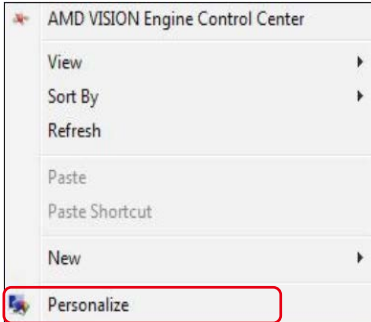 AMD VISION Engine Control Center
View
Sort By
Refresh
Paste
Paste Shortcut
New
Personalize